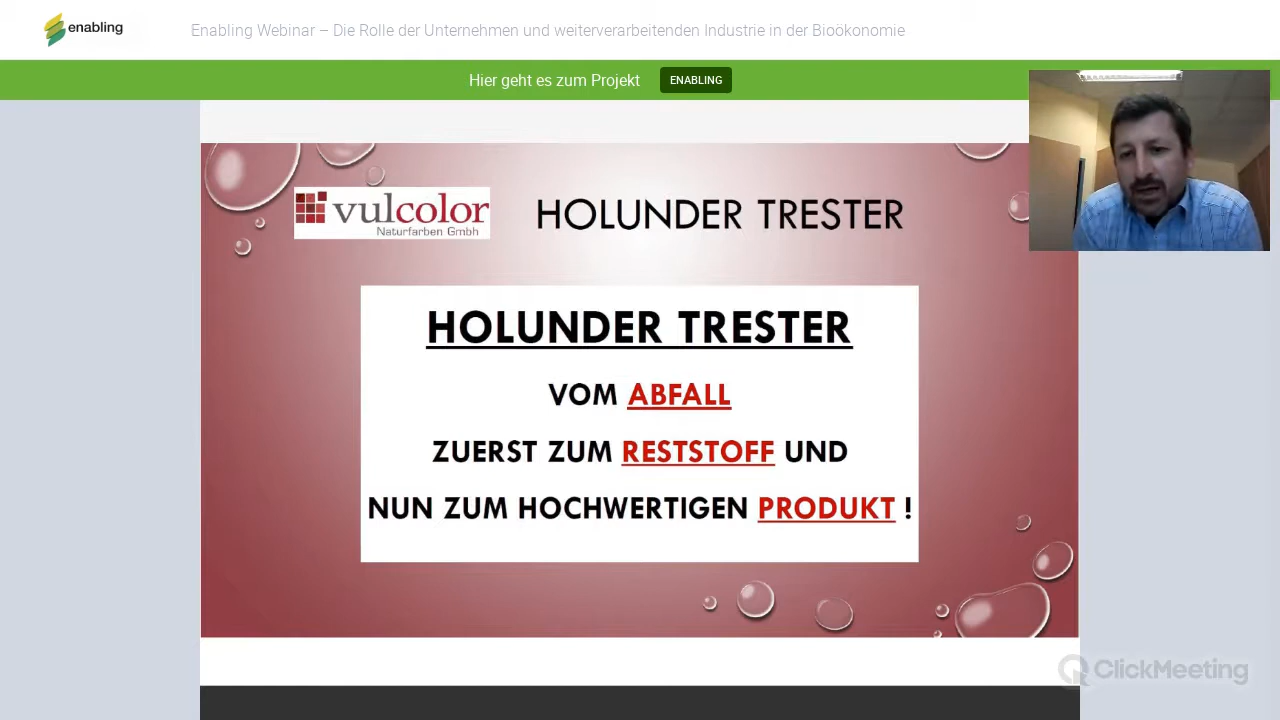 enabling
Enabling Webinar – Die Rolle der Unternehmen und weiterverarbeitenden Industrie in der Bioökonomie
Hier geht es zum Projekt ENABLING
vulcolor
Naturfarben Gmbh
HOLUNDER TRESTER
HOLUNDER TRESTER
VOM ABFALL
ZUERST ZUM RESTSTOFF UND
NUN ZUM HOCHWERTIGEN PRODUKT !
ClickMeeting